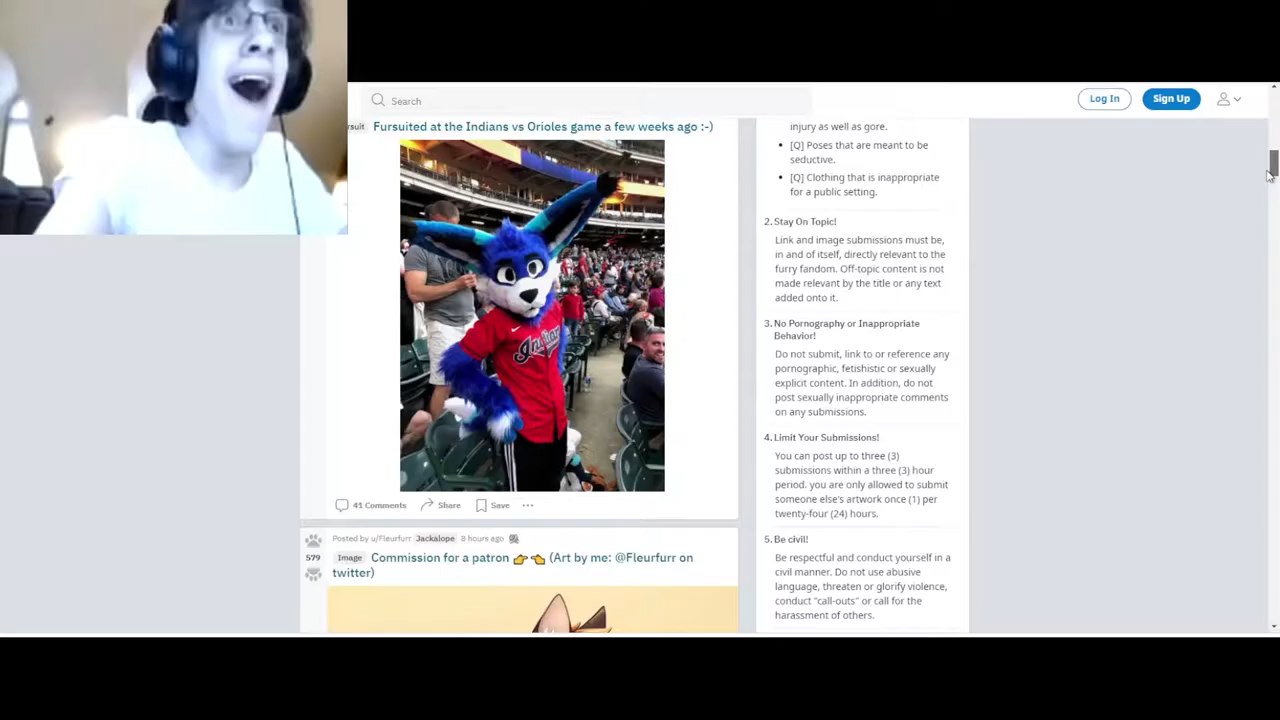 Search
Log In
Sign Up
rsuit Fursuited at the Indians vs Orioles game a few weeks ago :-)
Indians
41 Comments Share Save ...
Posted by u/Fleurfurr Jackalope 8 hours ago
579 Image Commission for a patron 👉👈 (Art by me: @Fleurfurr on
twitter)
injury as well as gore.
• [Q] Poses that are meant to be
seductive.
• [Q] Clothing that is inappropriate
for a public setting.
2. Stay On Topic!
Link and image submissions must be,
in and of itself, directly relevant to the
furry fandom. Off-topic content is not
made relevant by the title or any text
added onto it.
3. No Pornography or Inappropriate
Behavior!
Do not submit, link to or reference any
pornographic, fetishistic or sexually
explicit content. In addition, do not
post sexually inappropriate comments
on any submissions.
4. Limit Your Submissions!
You can post up to three (3)
submissions within a three (3) hour
period. you are only allowed to submit
someone else's artwork once (1) per
twenty-four (24) hours.
5. Be civil!
Be respectful and conduct yourself in a
civil manner. Do not use abusive
language, threaten or glorify violence,
conduct "call-outs" or call for the
harassment of others.